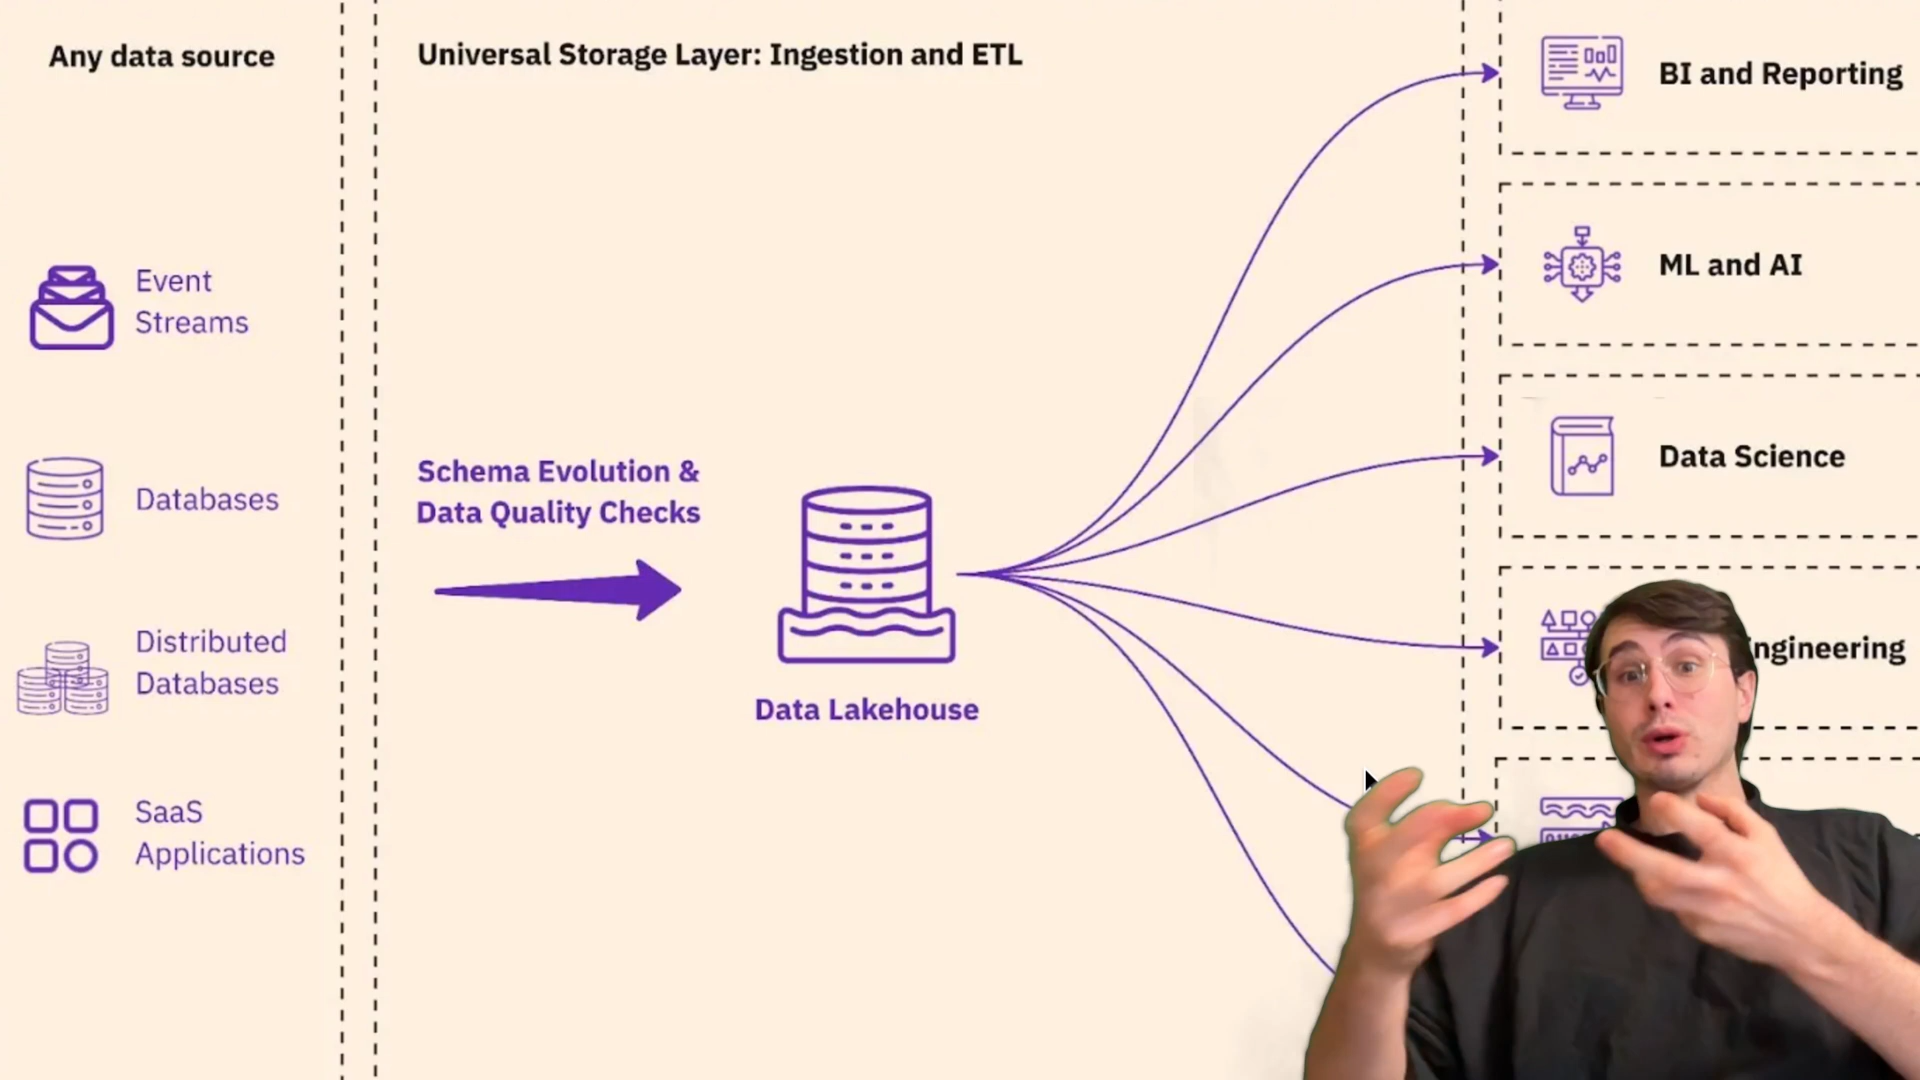 Any data source
Event
Streams
Databases
Distributed
Databases
SaaS
Applications
Universal Storage Layer: Ingestion and ETL
Schema Evolution &
Data Quality Checks
Data Lakehouse
BI and Reporting
ML and AI
Data Science
ngineering